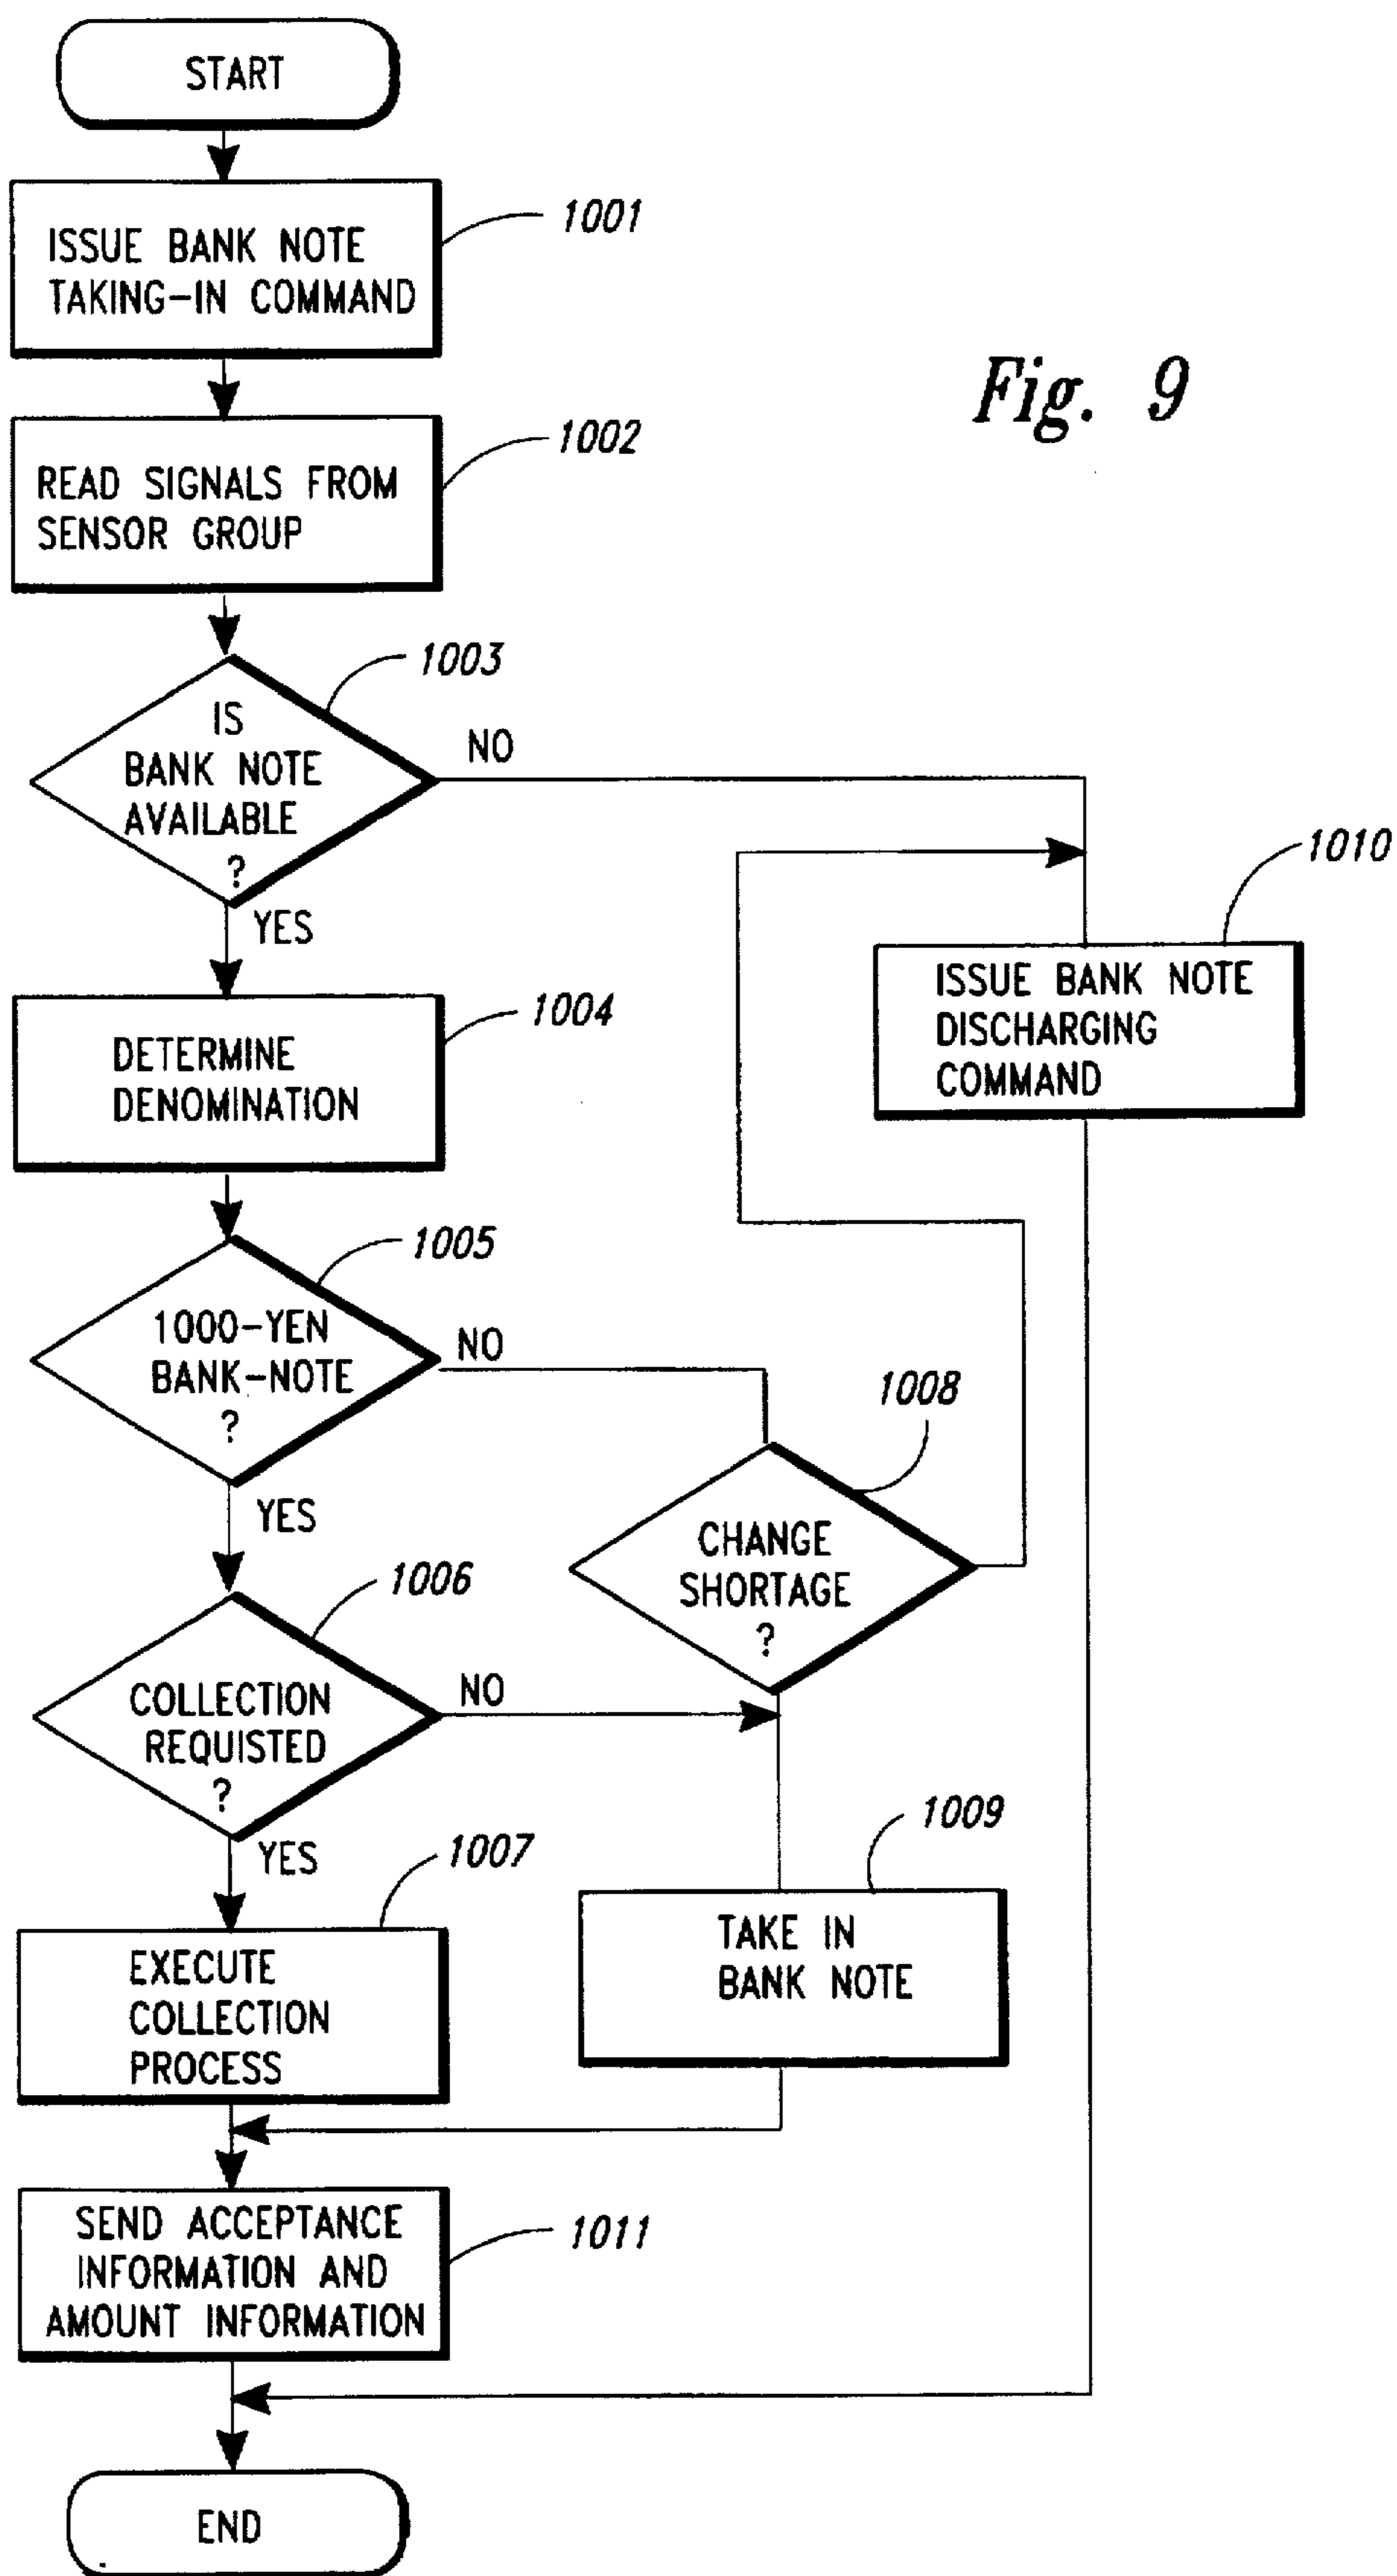 START
ISSUE BANK NOTE
TAKING-IN COMMAND
1001
Fig. 9
READ SIGNALS FROM
SENSOR GROUP
1002
IS
BANK NOTE
AVAILABLE
?
1003
NO
YES
1010
ISSUE BANK NOTE
DISCHARGING
COMMAND
DETERMINE
DENOMINATION
1004
1000-YEN
BANK-NOTE
?
1005
NO
YES
1008
CHANGE
SHORTAGE
?
COLLECTION
REQUISTED
?
1006
NO
YES
1009
TAKE IN
BANK NOTE
EXECUTE
COLLECTION
PROCESS
1007
SEND ACCEPTANCE
INFORMATION AND
AMOUNT INFORMATION
1011
END